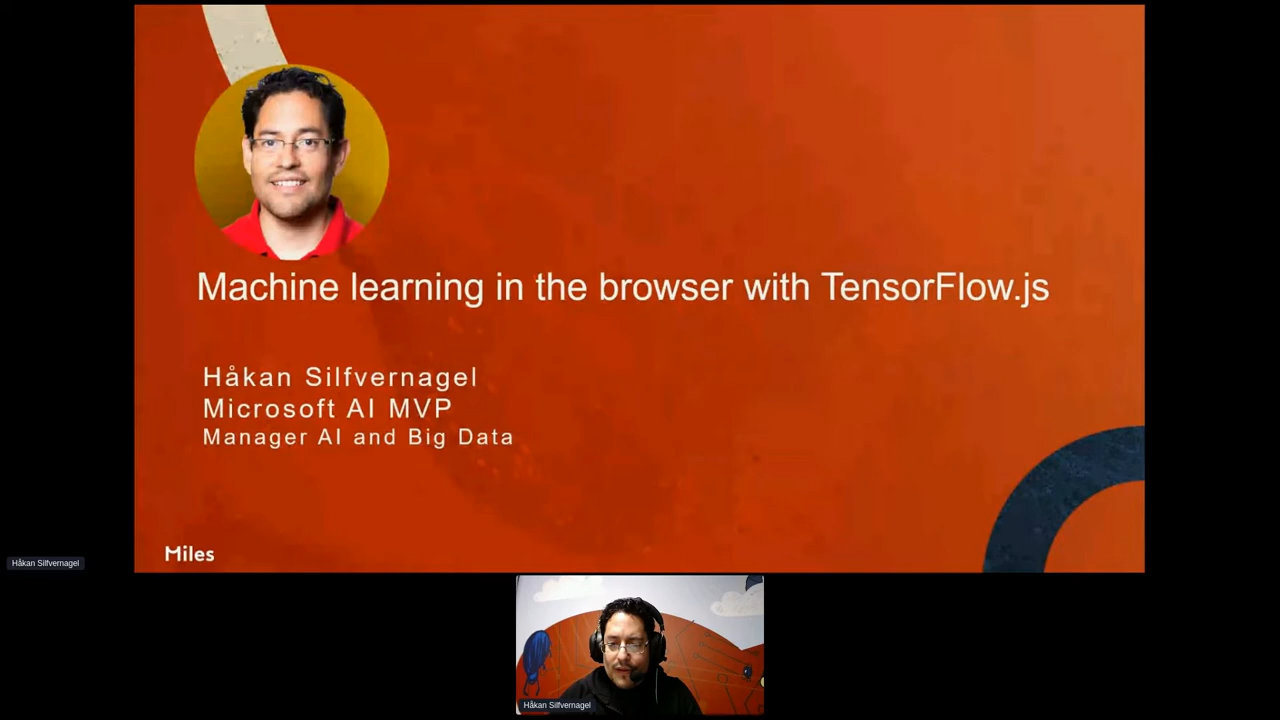 Machine learning in the browser with TensorFlow.js
Håkan Silfvernagel
Microsoft AI MVP
Manager AI and Big Data
Miles
Håkan Silfvernagel
Håkan Silfvernagel